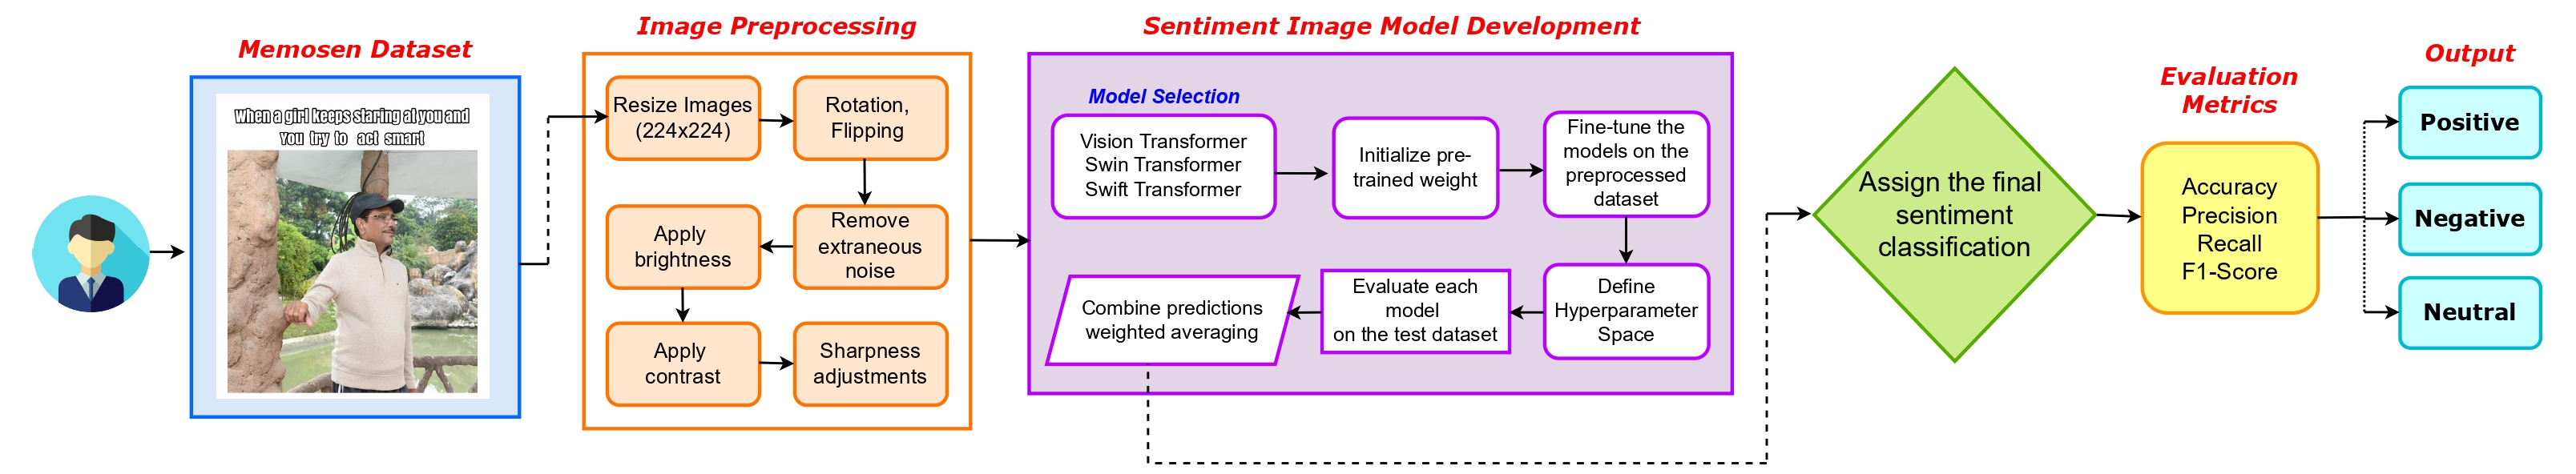 Memosen Dataset
when a girl keeps staring at you and
You try to act smart
Image Preprocessing
Resize Images
(224x224)
Rotation,
Flipping
Remove
extraneous
noise
Apply
brightness
Apply
contrast
Sharpness
adjustments
Sentiment Image Model Development
Model Selection
Vision Transformer
Swin Transformer
Swift Transformer
Initialize pre-
trained weight
Fine-tune the
models on the
preprocessed
dataset
Define
Hyperparameter
Space
Evaluate each
model
on the test dataset
Combine predictions
weighted averaging
Assign the final
sentiment
classification
Evaluation
Metrics
Accuracy
Precision
Recall
F1-Score
Output
Positive
Negative
Neutral